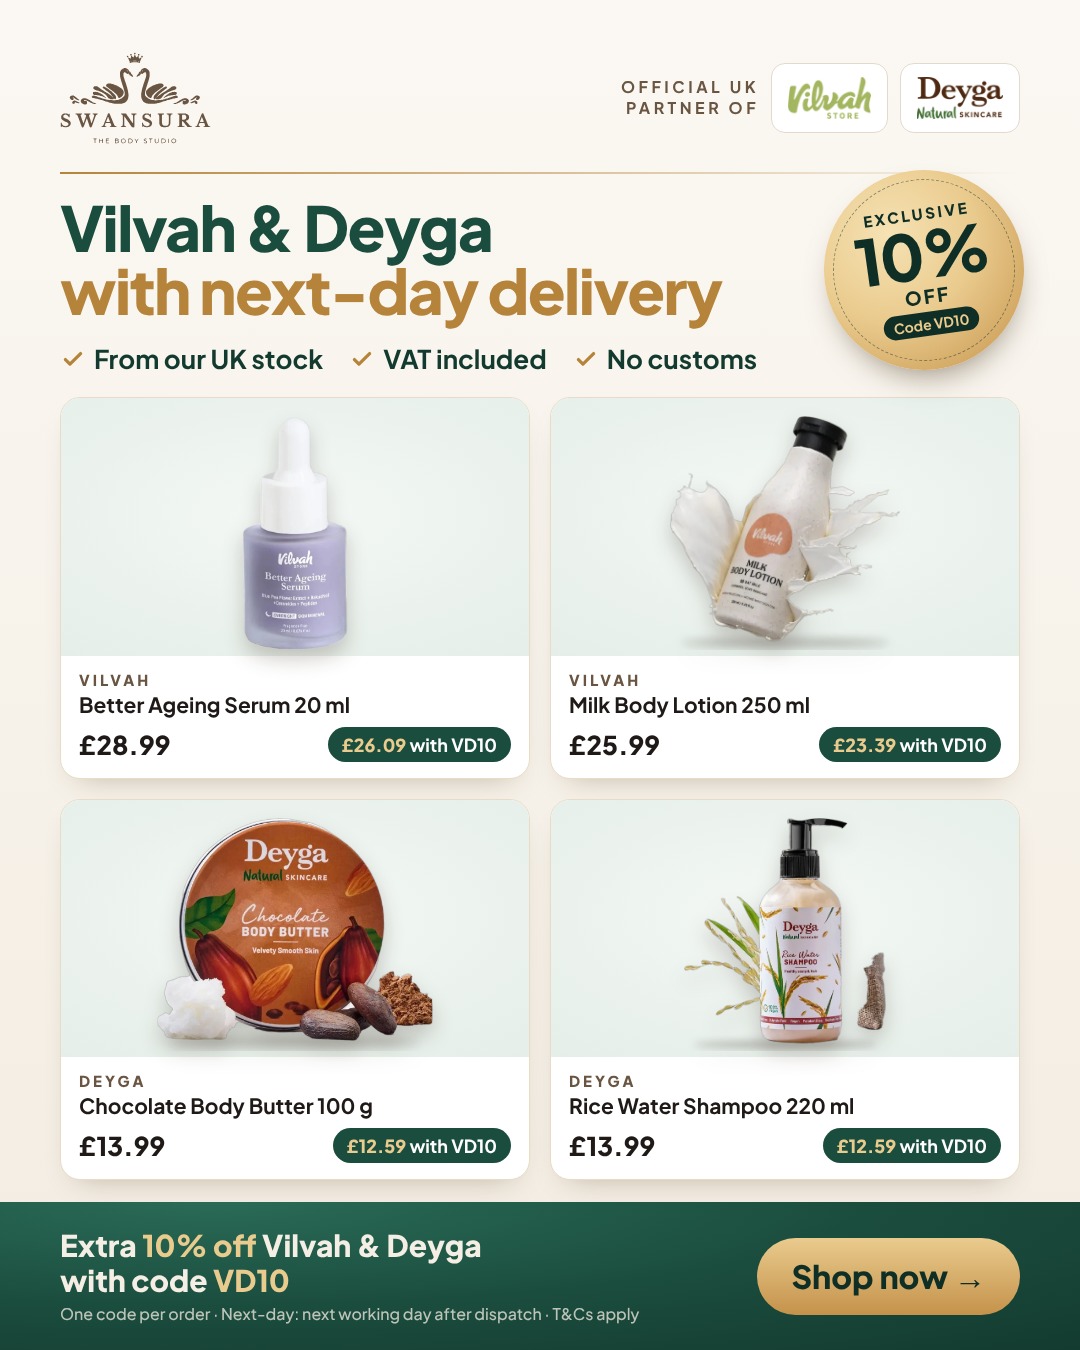 SWANSURA
THE BODY STUDIO
OFFICIAL UK
PARTNER OF
Vilvah
STORE
Deyga
Natural SKINCARE
Vilvah & Deyga
with next-day delivery
✓ From our UK stock ✓ VAT included ✓ No customs
EXCLUSIVE
10%
OFF
Code VD10
Vilvah
Better Ageing
Serum
VILVAH
Better Ageing Serum 20 ml
£28.99
£26.09 with VD10
Vilvah
MILK
BODY LOTION
VILVAH
Milk Body Lotion 250 ml
£25.99
£23.39 with VD10
Deyga
Natural SKINCARE
Chocolate
BODY BUTTER
Velvety Smooth Skin
DEYGA
Chocolate Body Butter 100 g
£13.99
£12.59 with VD10
Deyga
Natural SKINCARE
Rice Water
SHAMPOO
DEYGA
Rice Water Shampoo 220 ml
£13.99
£12.59 with VD10
Extra 10% off Vilvah & Deyga
with code VD10
One code per order · Next-day: next working day after dispatch · T&Cs apply
Shop now →